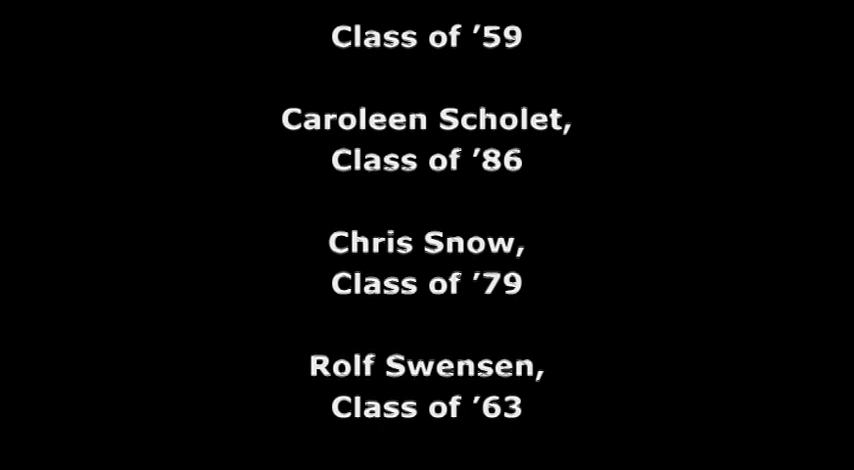 Class of ’59
Caroleen Scholet,
Class of ’86
Chris Snow,
Class of ’79
Rolf Swensen,
Class of ’63